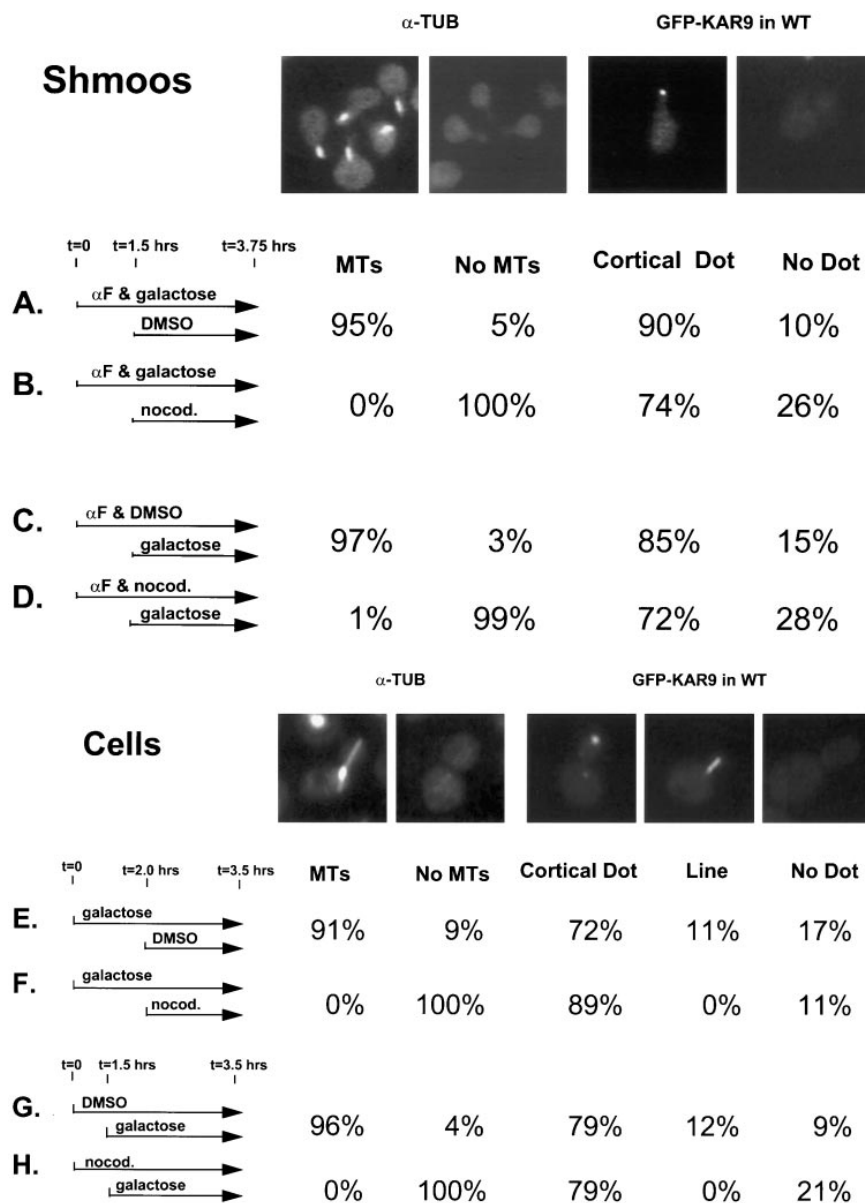 α-TUB GFP-KAR9 in WT
Shmoos
t=0 t=1.5 hrs t=3.75 hrs
MTs No MTs Cortical Dot No Dot
A. αF & galactose
DMSO
95% 5% 90% 10%
B. αF & galactose
nocod.
0% 100% 74% 26%
C. αF & DMSO
galactose
97% 3% 85% 15%
D. αF & nocod.
galactose
1% 99% 72% 28%
α-TUB GFP-KAR9 in WT
Cells
t=0 t=2.0 hrs t=3.5 hrs
MTs No MTs Cortical Dot Line No Dot
E. galactose
DMSO
91% 9% 72% 11% 17%
F. galactose
nocod.
0% 100% 89% 0% 11%
t=0 t=1.5 hrs t=3.5 hrs
G. DMSO
galactose
96% 4% 79% 12% 9%
H. nocod.
galactose
0% 100% 79% 0% 21%